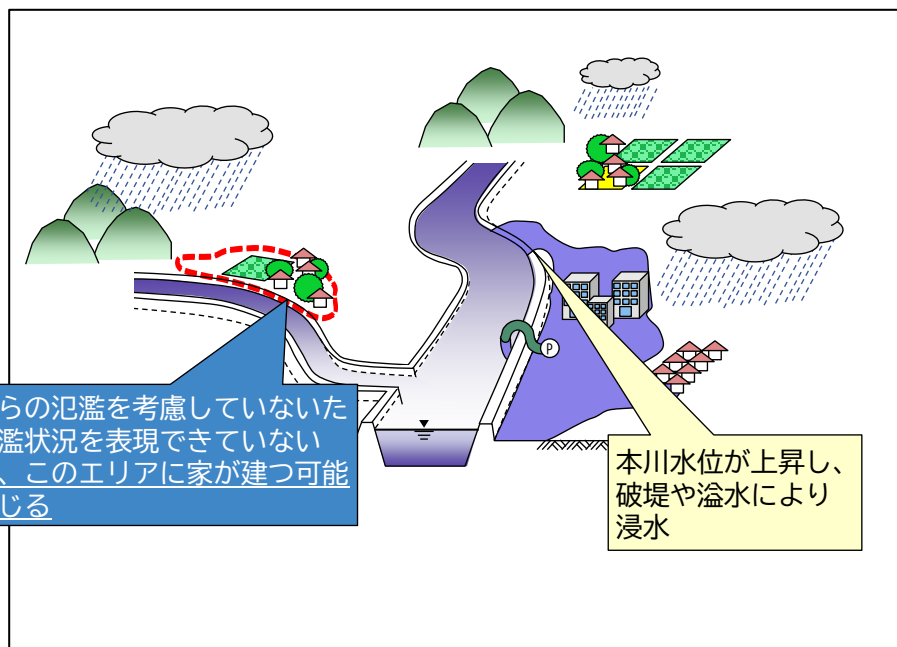 らの氾濫を考慮していないた
濫状況を表現できていない
、このエリアに家が建つ可能
じる
本川水位が上昇し、
破堤や溢水により
浸水
P